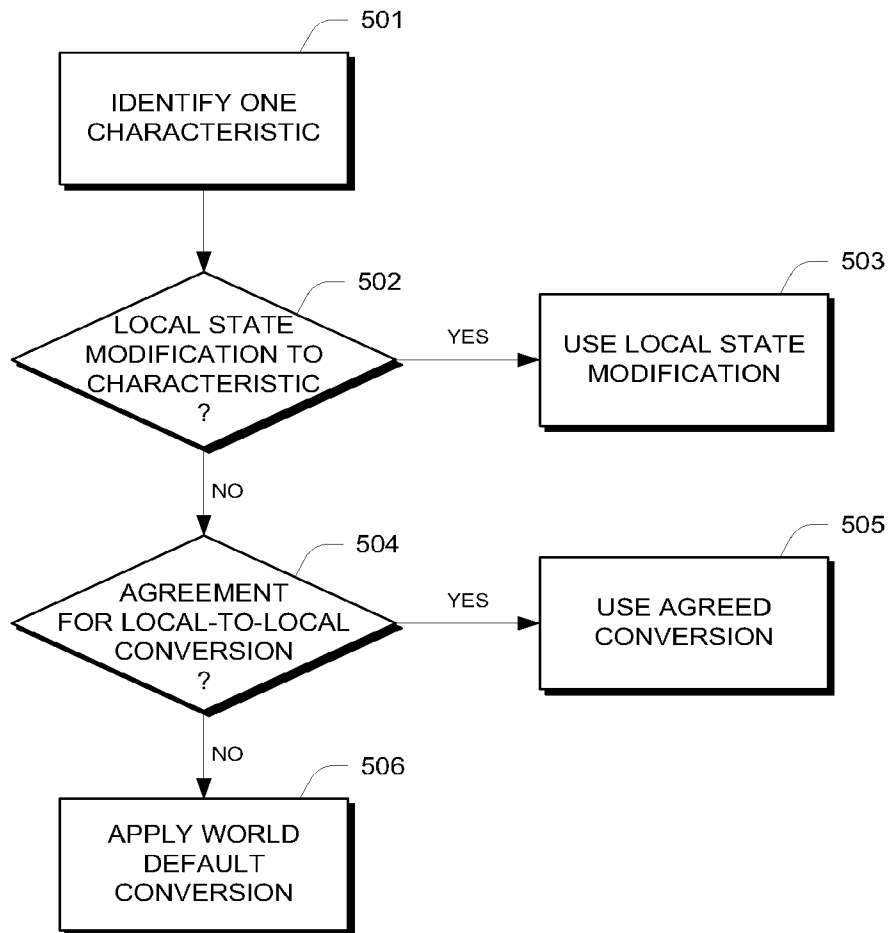 501
IDENTIFY ONE
CHARACTERISTIC
502
LOCAL STATE
MODIFICATION TO
CHARACTERISTIC
?
YES
503
USE LOCAL STATE
MODIFICATION
NO
504
AGREEMENT
FOR LOCAL-TO-LOCAL
CONVERSION
?
YES
505
USE AGREED
CONVERSION
NO
506
APPLY WORLD
DEFAULT
CONVERSION